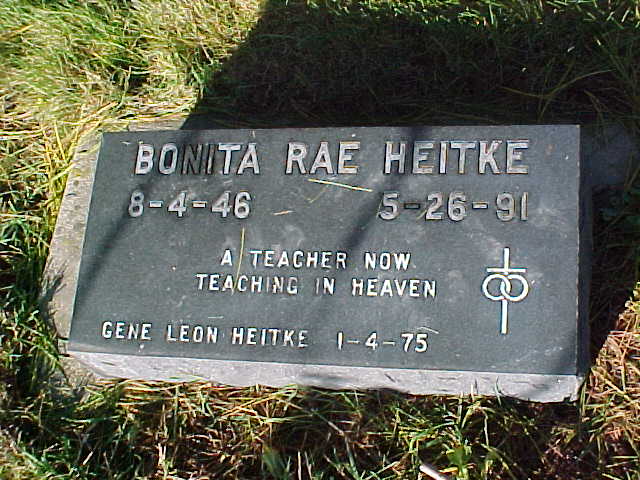 BONITA RAE HEITKE
8-4-46 5-26-91
A TEACHER NOW
TEACHING IN HEAVEN
GENE LEON HEITKE 1-4-75